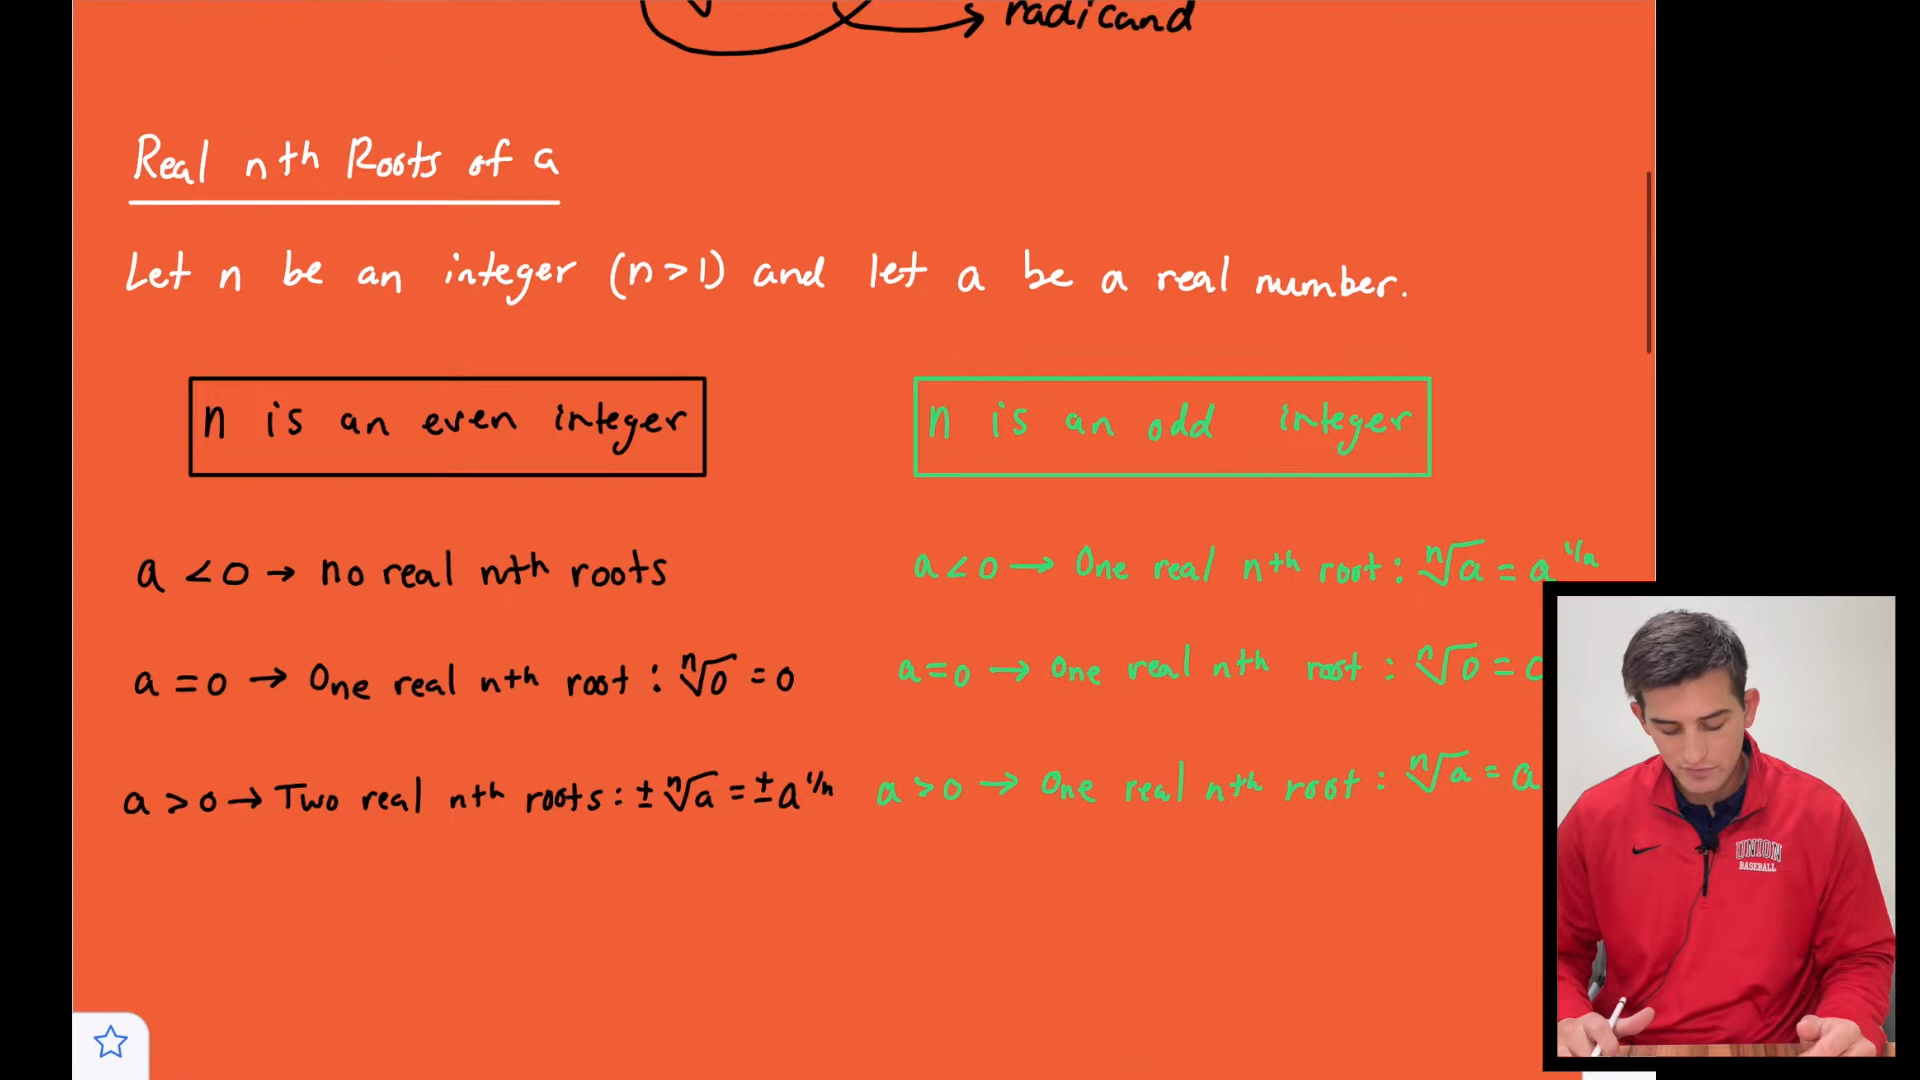 radicand
Real nth Roots of a
Let n be an integer (n>1) and let a be a real number.
n is an even integer
a < 0 → no real nth roots
a = 0 → One real nth root : ⁿ√0 = 0
a > 0 → Two real nth roots : ± ⁿ√a = ± a^1/n
n is an odd integer
a < 0 → One real nth root : ⁿ√a = a^1/a
a = 0 → One real nth root : ⁿ√0 = 0
a > 0 → One real nth root : ⁿ√a = a
UNION
BASEBALL